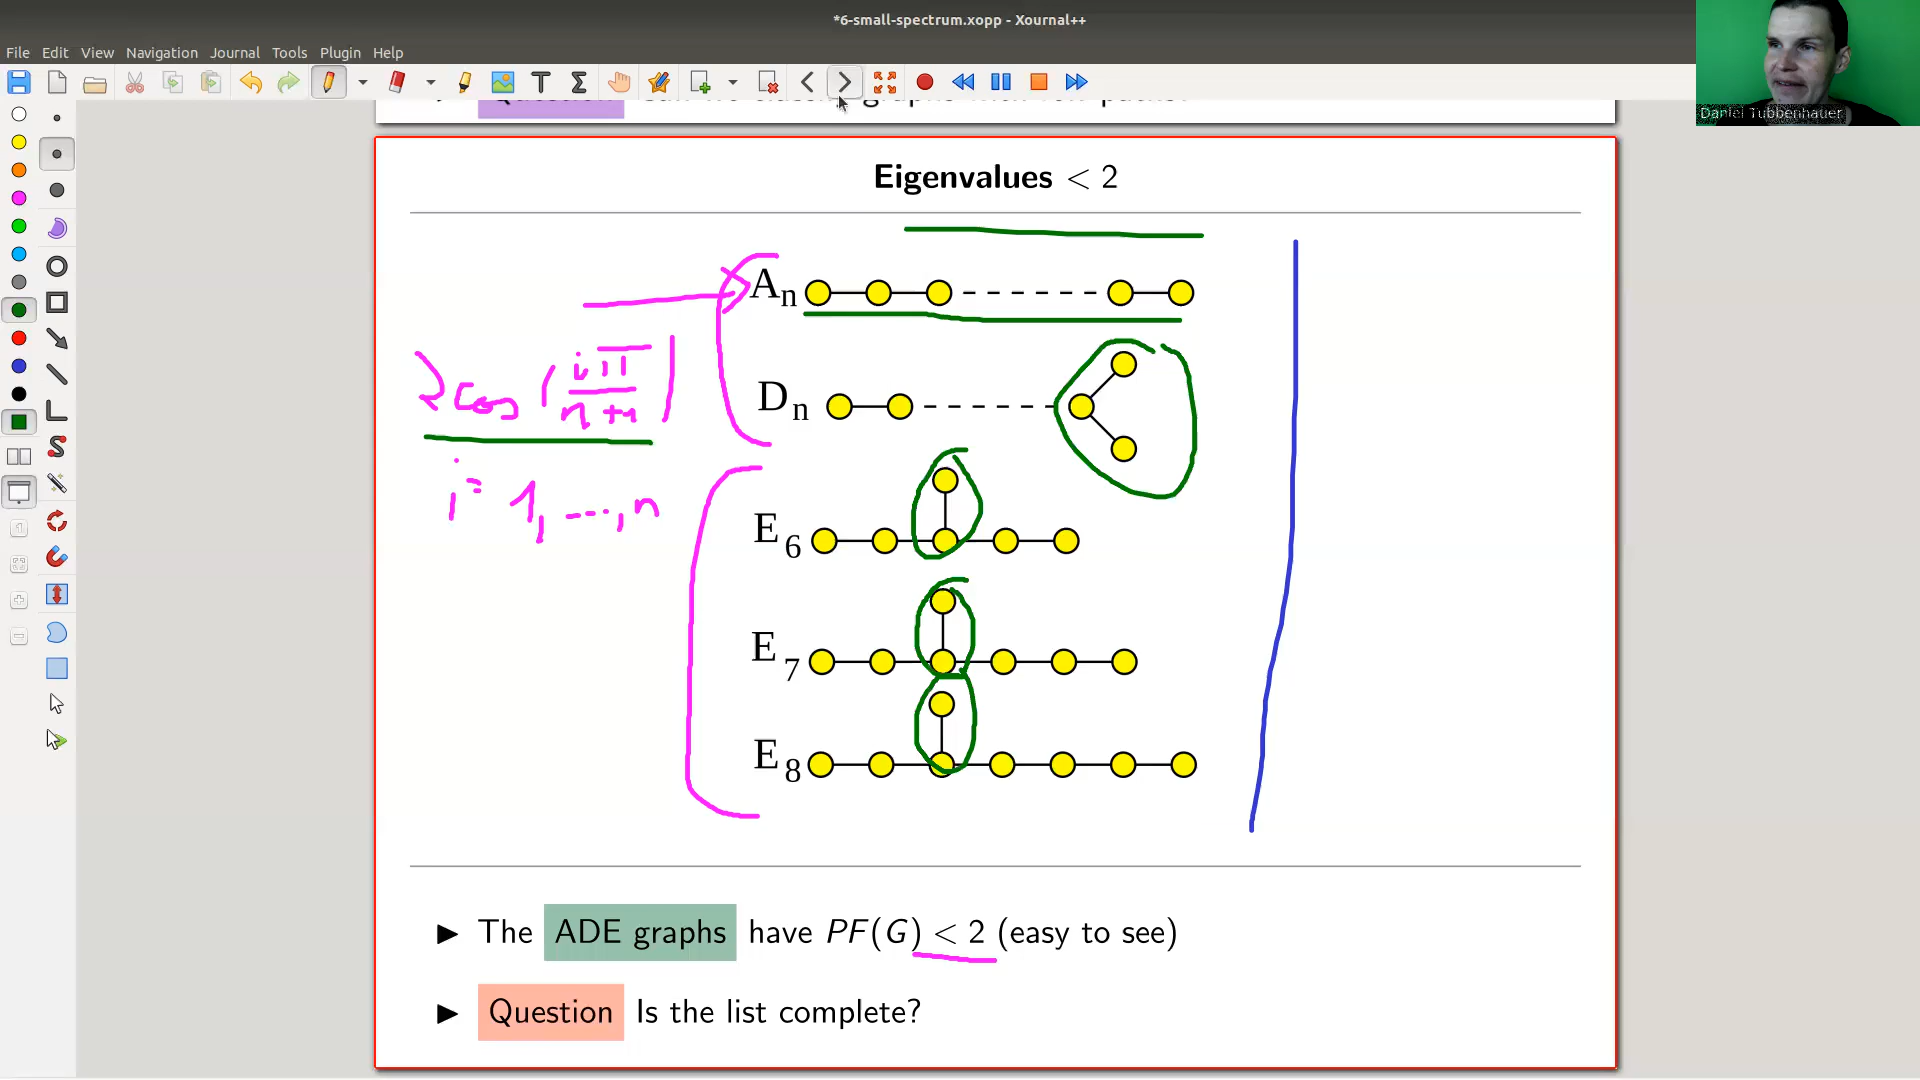 *6-small-spectrum.xopp - Xournal++
File Edit View Navigation Journal Tools Plugin Help
Daniel Tubbenhauer
Eigenvalues < 2
A n
2cos(iπ/n+1)
D n
i = 1, ..., n
E 6
E 7
E 8
► The ADE graphs have PF(G) < 2 (easy to see)
► Question Is the list complete?